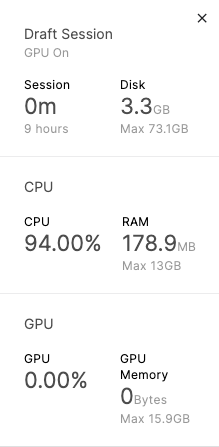 Draft Session
GPU On
Session Disk
0m 3.3GB
9 hours Max 73.1GB
CPU
CPU RAM
94.00% 178.9MB
Max 13GB
GPU
GPU GPU Memory
0.00% 0Bytes
Max 15.9GB